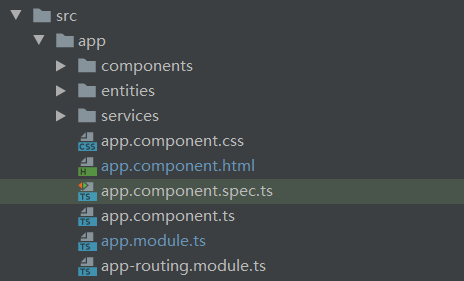 src
app
components
entities
services
app.component.css
app.component.html
app.component.spec.ts
app.component.ts
app.module.ts
app-routing.module.ts